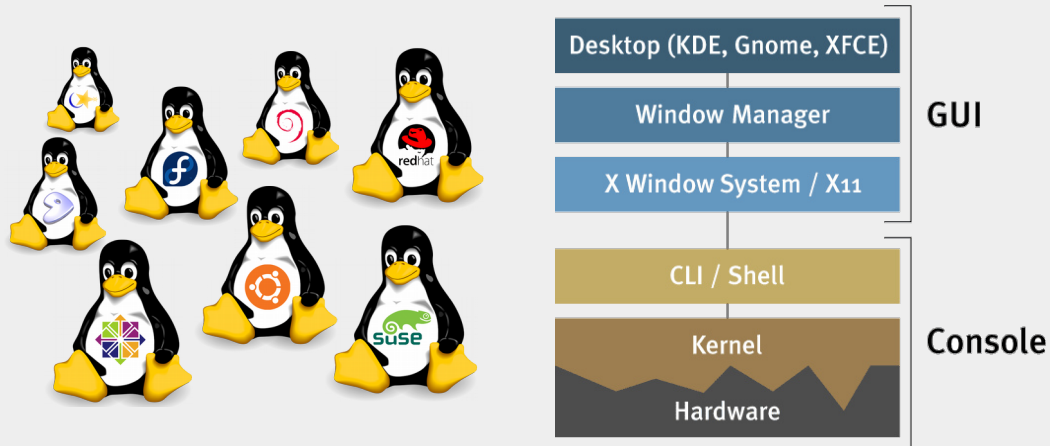 redhat
SUSE
Desktop (KDE, Gnome, XFCE)
Window Manager
X Window System / X11
GUI
CLI / Shell
Kernel
Hardware
Console